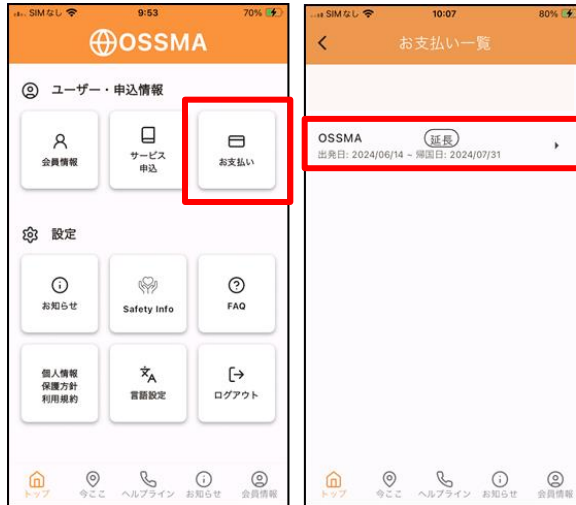 SIMなし 9:53 70%
OSSMA
ユーザー・申込情報
会員情報
サービス
申込
お支払い
設定
お知らせ
Safety Info
FAQ
個人情報
保護方針
利用規約
言語設定
ログアウト
トップ 今ここ ヘルプライン お知らせ 会員情報
SIMなし 10:07 80%
お支払い一覧
OSSMA 延長
出発日: 2024/06/14 ~ 帰国日: 2024/07/31
トップ 今ここ ヘルプライン お知らせ 会員情報